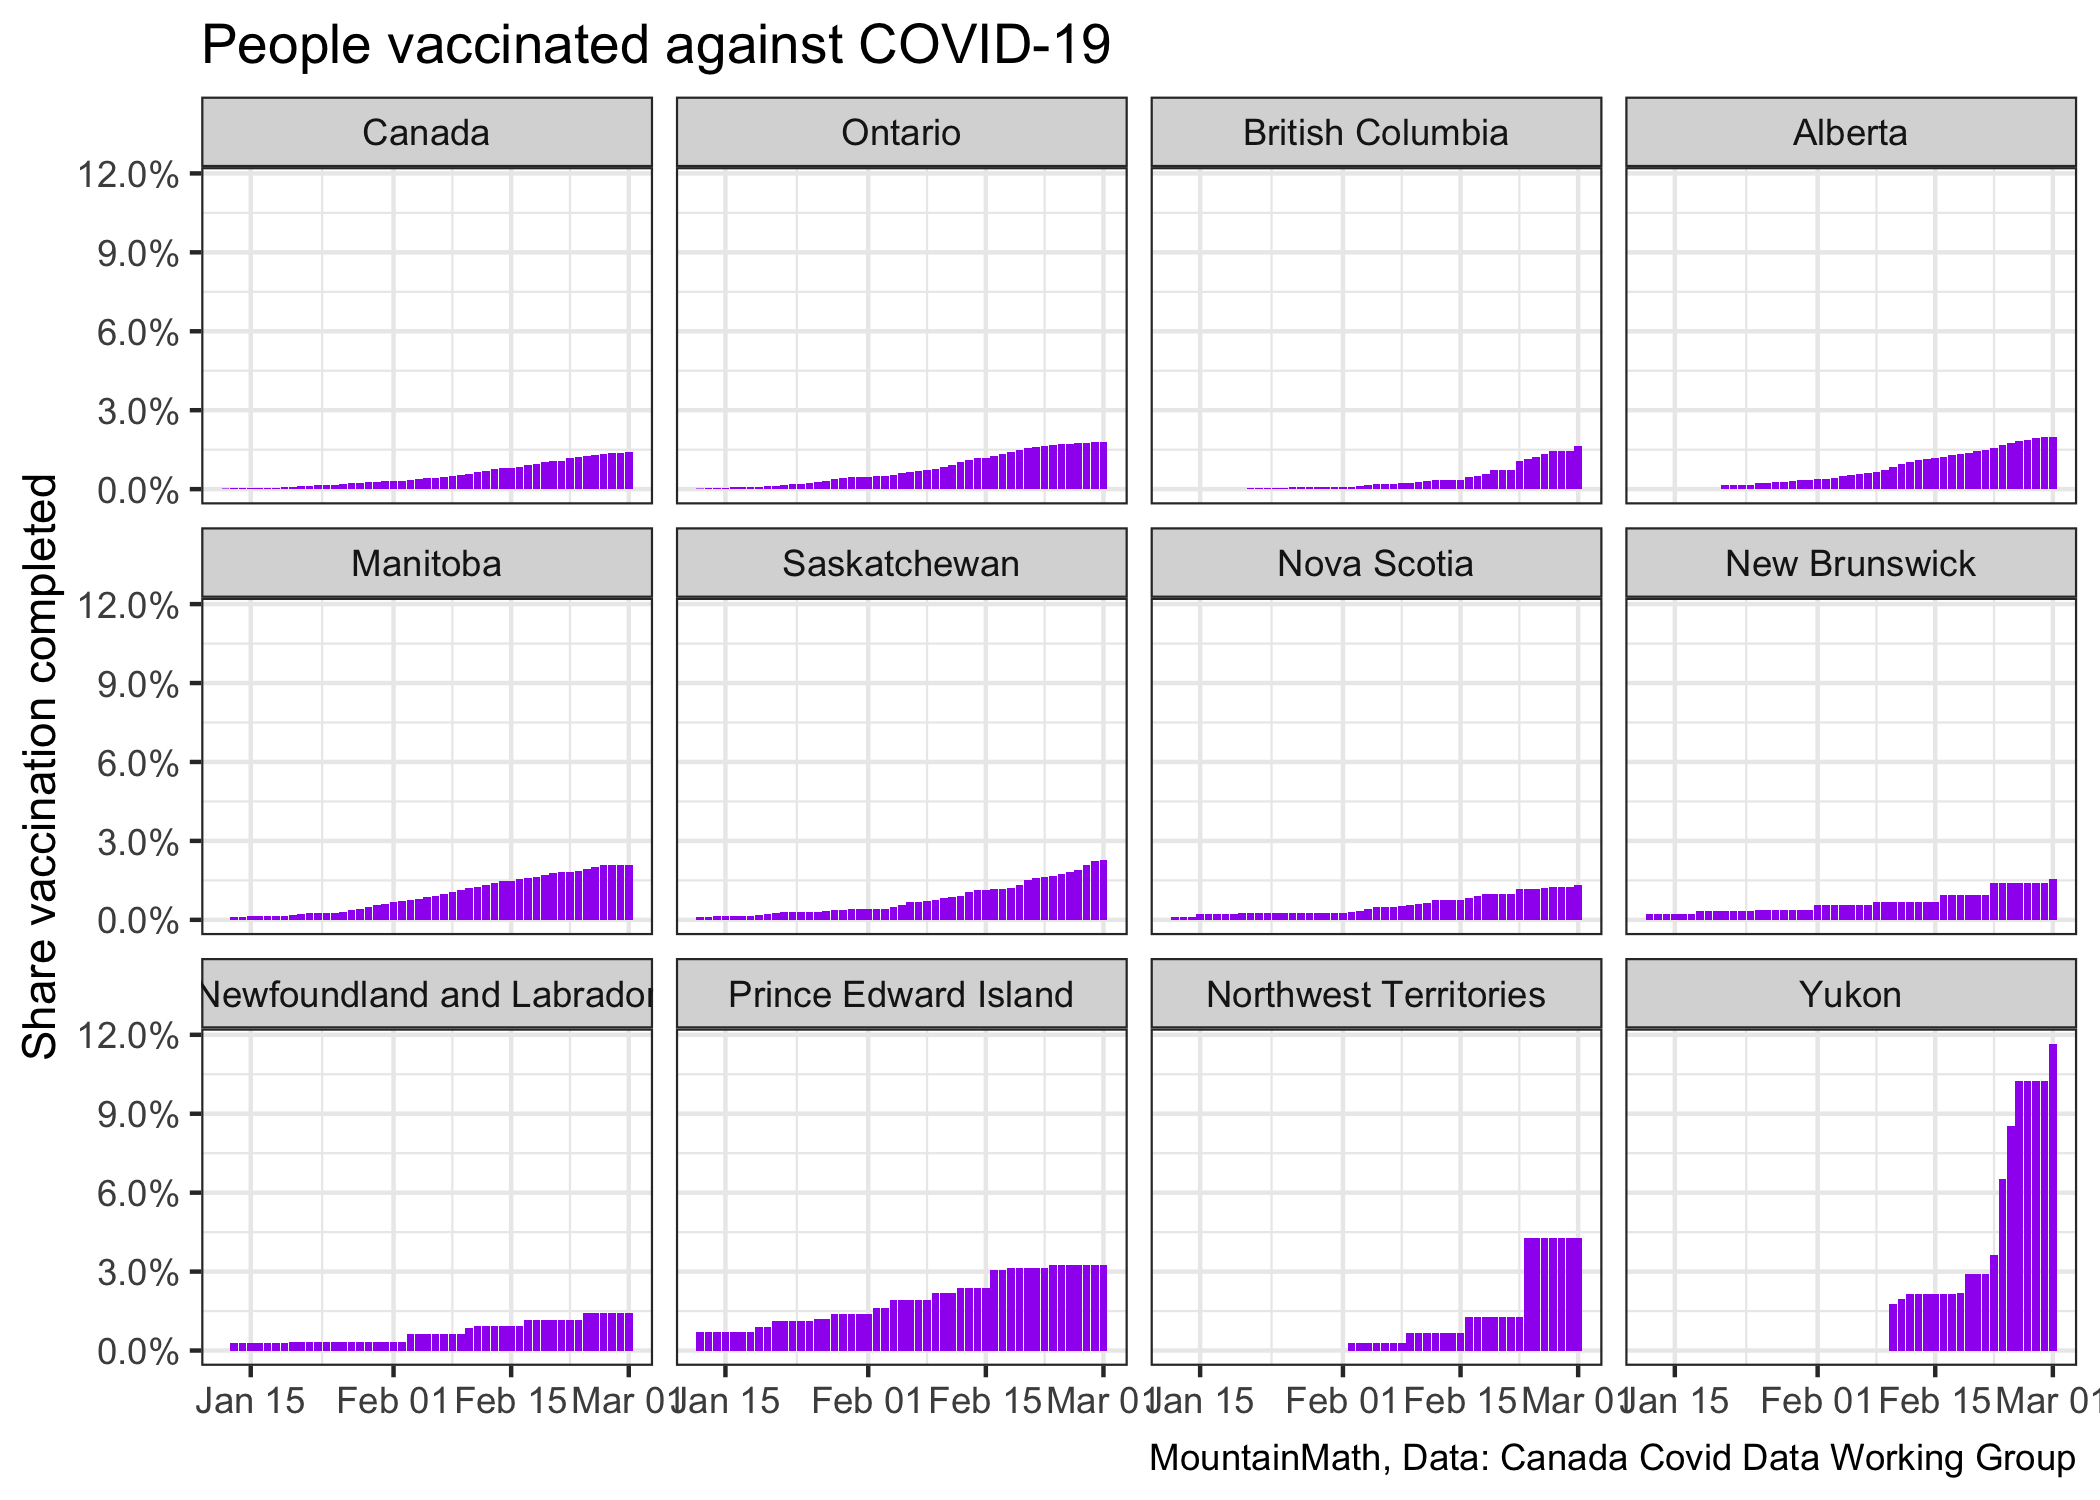 People vaccinated against COVID-19
Canada
Ontario
British Columbia
Alberta
12.0%
9.0%
6.0%
3.0%
0.0%
Manitoba
Saskatchewan
Nova Scotia
New Brunswick
12.0%
9.0%
6.0%
3.0%
0.0%
Newfoundland and Labrador
Prince Edward Island
Northwest Territories
Yukon
12.0%
9.0%
6.0%
3.0%
0.0%
Share vaccination completed
Jan 15 Feb 01 Feb 15 Mar 01
Jan 15 Feb 01 Feb 15 Mar 01
Jan 15 Feb 01 Feb 15 Mar 01
Jan 15 Feb 01 Feb 15 Mar 01
MountainMath, Data: Canada Covid Data Working Group